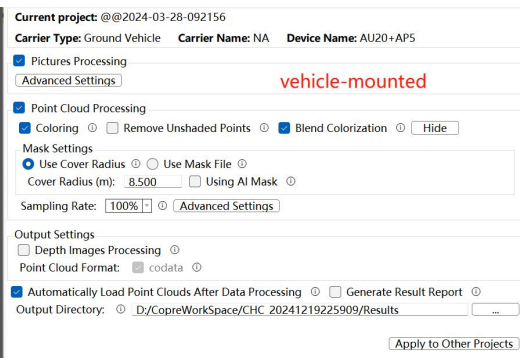 Current project: @@2024-03-28-092156
Carrier Type: Ground Vehicle Carrier Name: NA Device Name: AU20+AP5
Pictures Processing
Advanced Settings
vehicle-mounted
Point Cloud Processing
Coloring Remove Unshaded Points Blend Colorization Hide
Mask Settings
Use Cover Radius Use Mask File
Cover Radius (m): 8.500 Using AI Mask
Sampling Rate: 100% Advanced Settings
Output Settings
Depth Images Processing
Point Cloud Format: codata
Automatically Load Point Clouds After Data Processing Generate Result Report
Output Directory: D:/CopreWorkSpace/CHC_20241219225909/Results ...
Apply to Other Projects